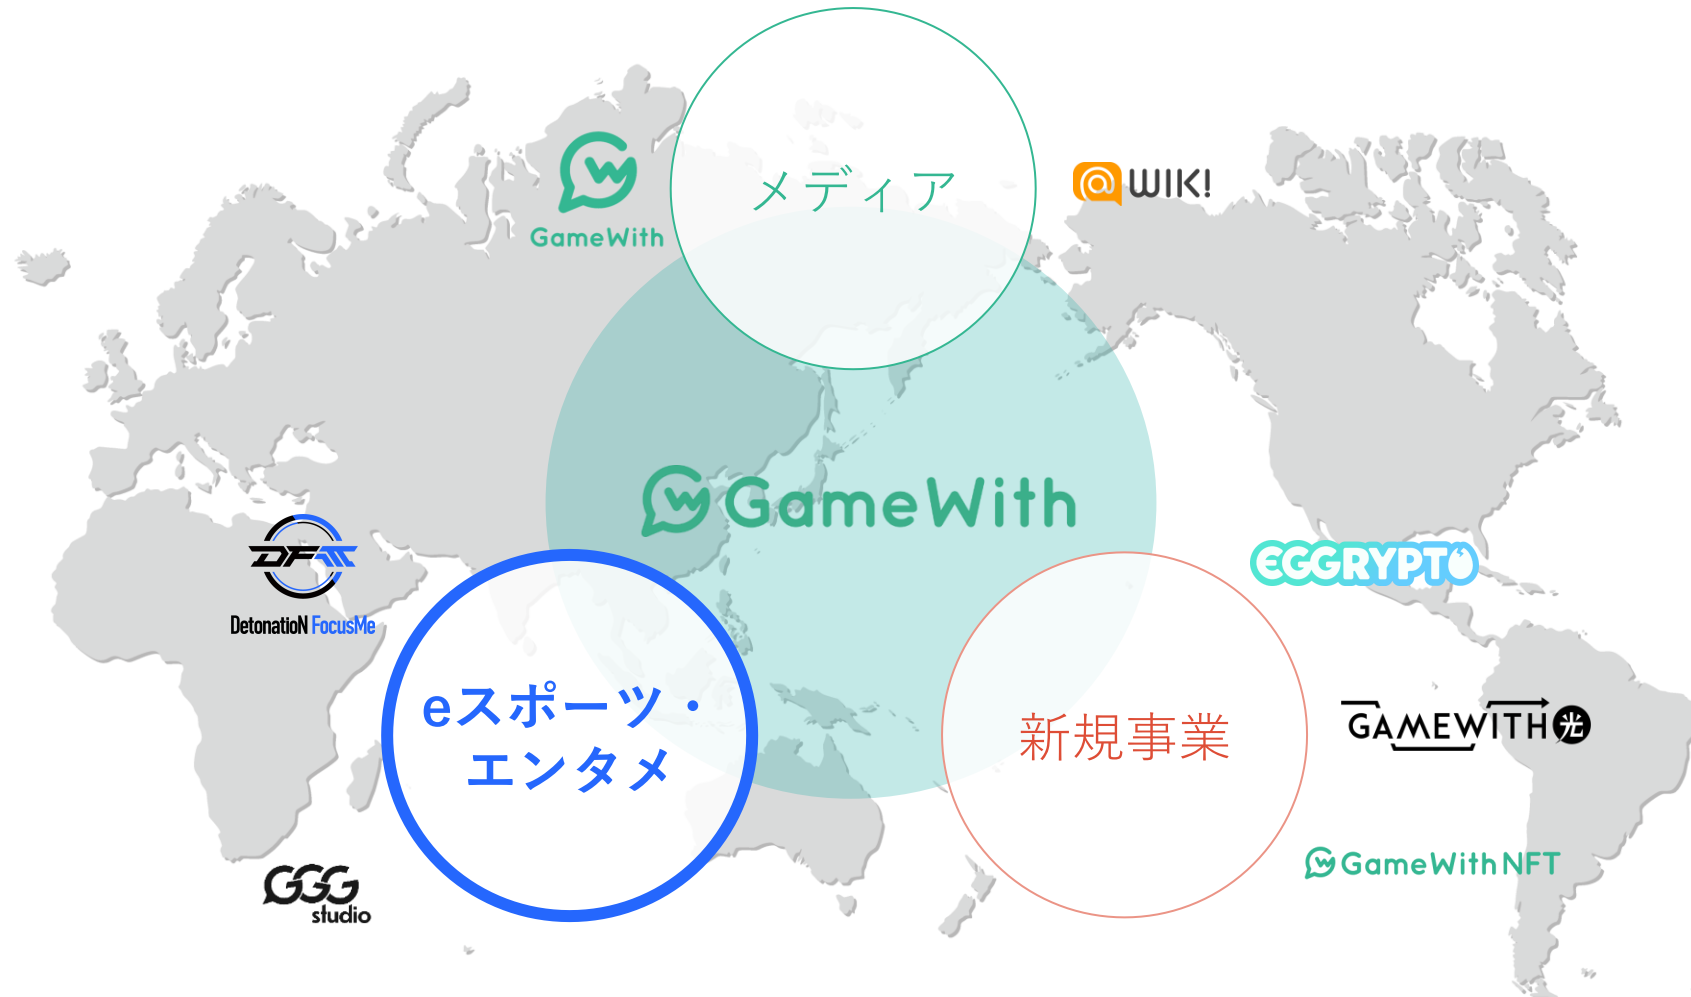 メディア
GameWith
@WIKI!
GameWith
DFM
DetonatioN FocusMe
eスポーツ・
エンタメ
GGG
studio
新規事業
EGGRYPTO
GAMEWITH光
GameWith NFT